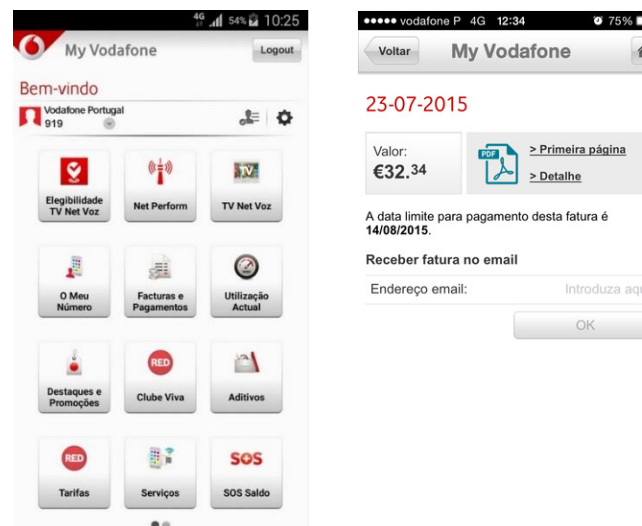 4G 54% 10:25
My Vodafone
Logout
Bem-vindo
Vodafone Portugal
919
Elegibilidade
TV Net Voz
Net Perform
TV
TV Net Voz
O Meu
Número
Facturas e
Pagamentos
Utilização
Actual
Destaques e
Promoções
RED
Clube Viva
Aditivos
RED
Tarifas
Serviços
SOS
SOS Saldo
vodafone P 4G 12:34 75%
Voltar
My Vodafone
23-07-2015
Valor:
€32.34
PDF
> Primeira página
> Detalhe
A data limite para pagamento desta fatura é
14/08/2015.
Receber fatura no email
Endereço email:
Introduza aqu
OK